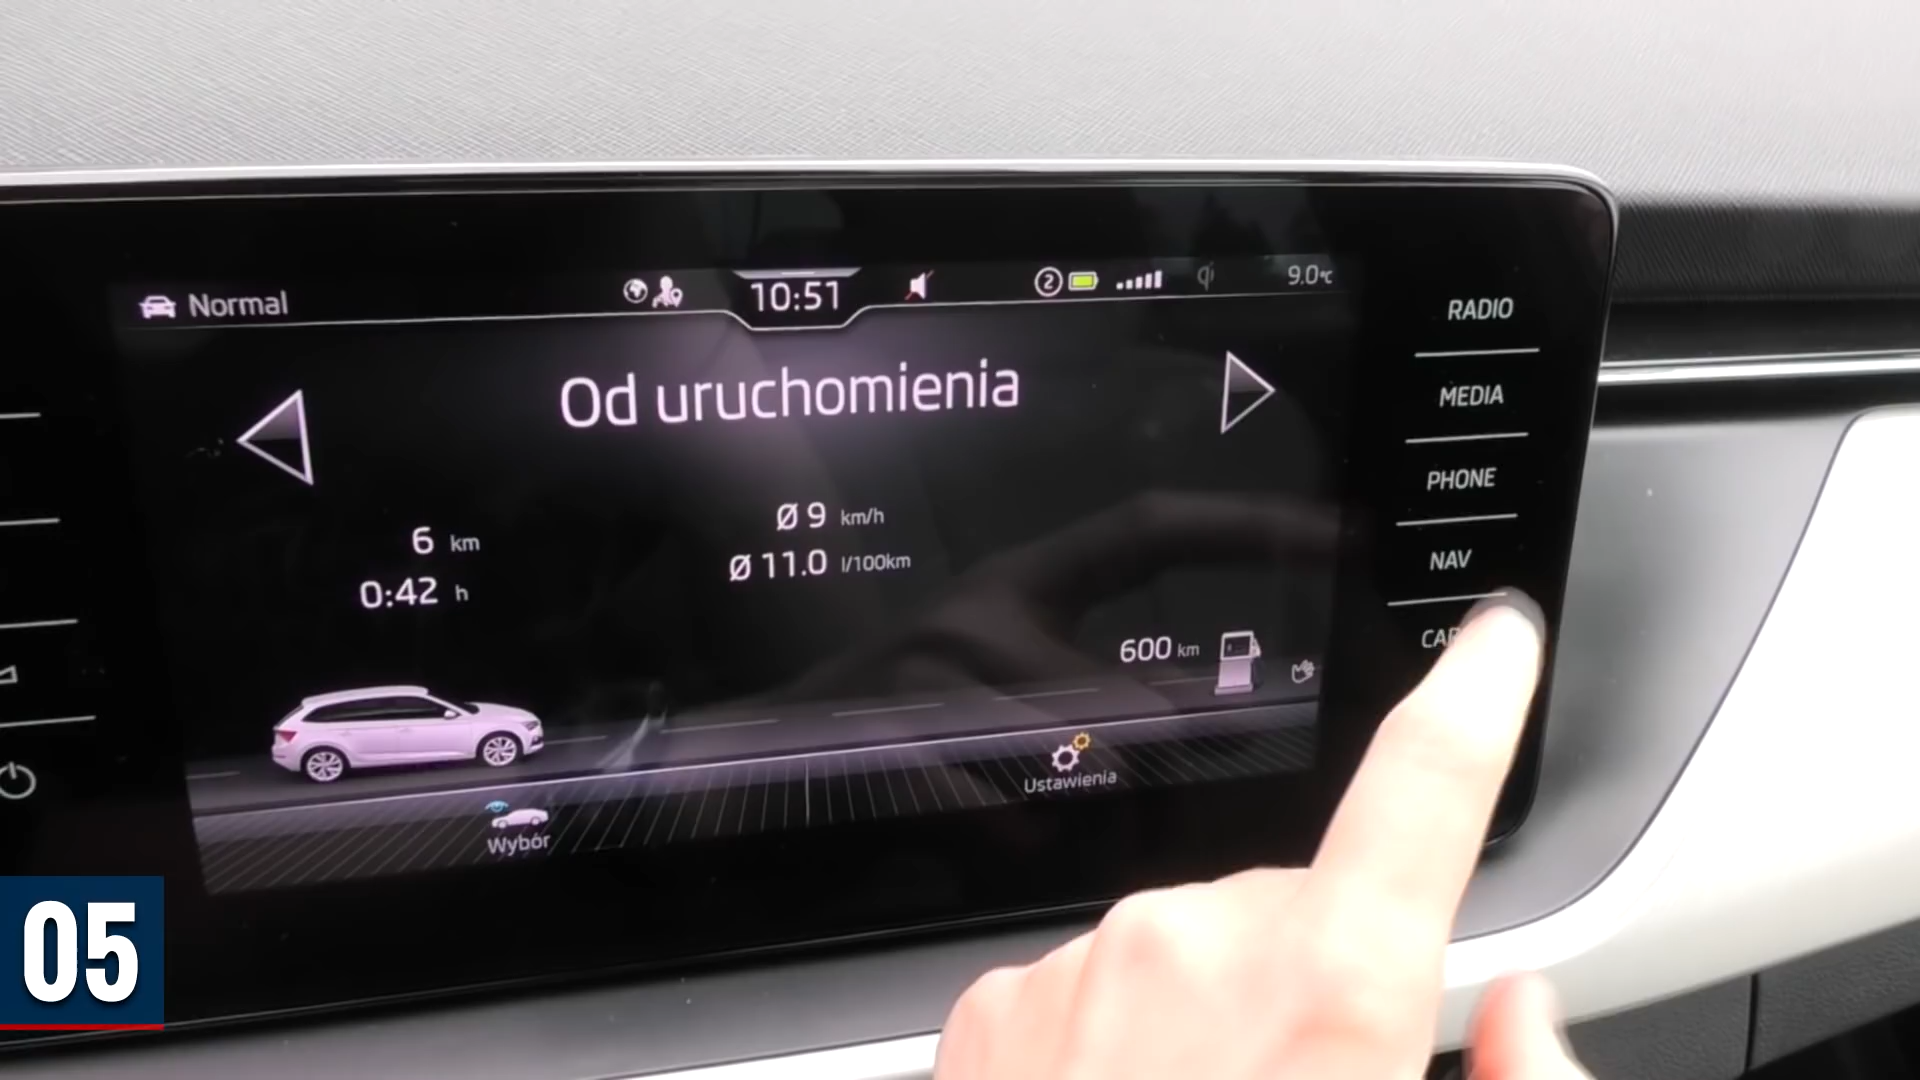 Normal
10:51
2
9.0°C
Od uruchomienia
6 km
0:42 h
Ø 9 km/h
Ø 11.0 l/100km
600 km
Wybór
Ustawienia
RADIO
MEDIA
PHONE
NAV
05